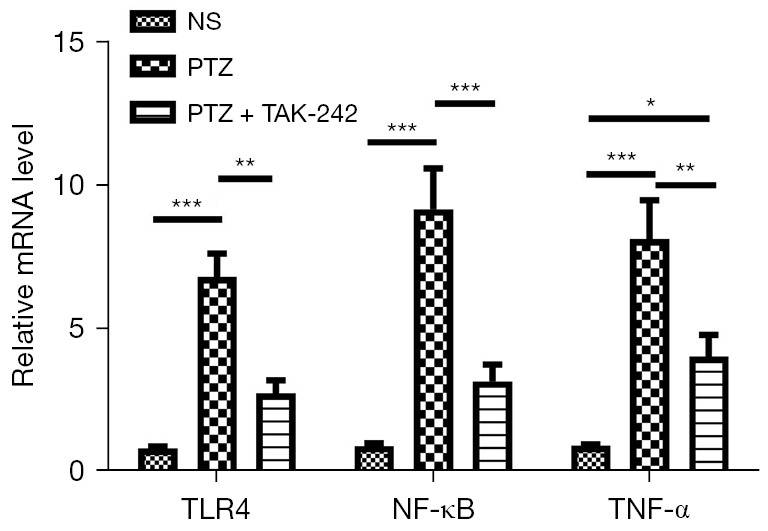 NS
PTZ
PTZ + TAK-242
Relative mRNA level
15
10
5
0
***
**
***
***
*
***
**
TLR4
NF-κB
TNF-α